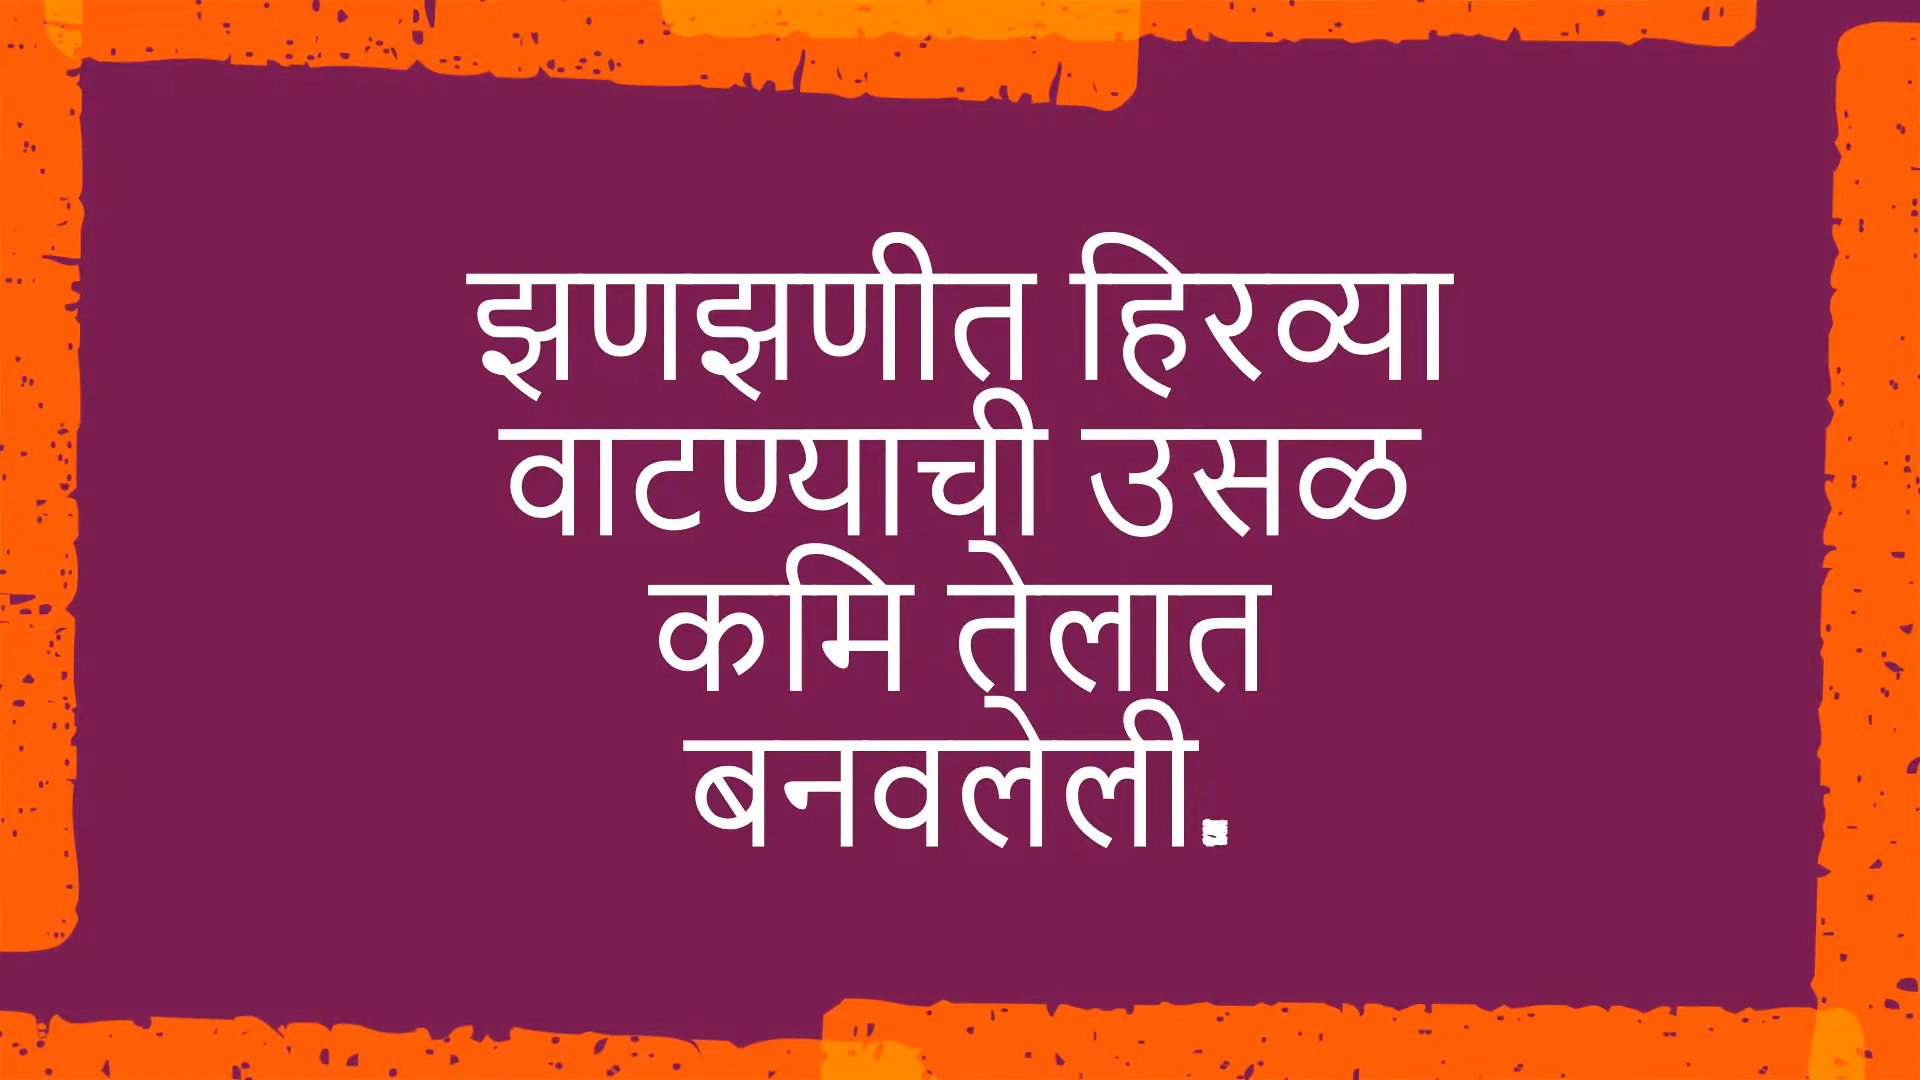 झणझणीत हिरव्या
वाटण्याची उसळ
कमि तेलात
बनवलेली.